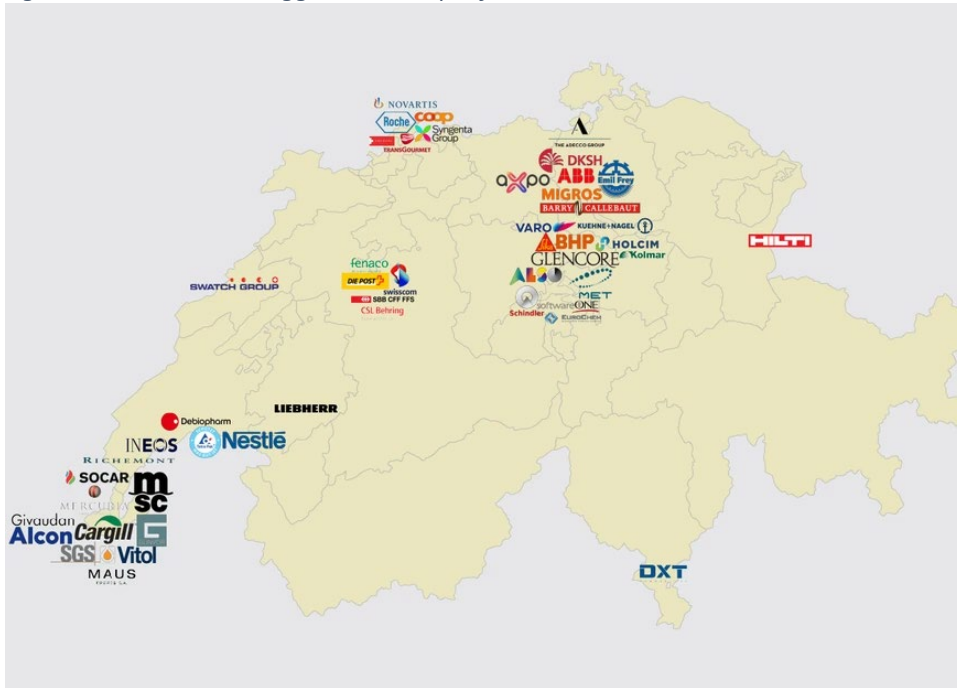 NOVARTIS
Roche
coop
Syngenta
Group
TRANSGOURMET
THE ADECCO GROUP
DKSH
ABB
Emil Frey
axpo
MIGROS
BARRY CALLEBAUT
VARO
KUEHNE+NAGEL
BHP
HOLCIM
GLENCORE
Kolmar
HILTI
fenaco
DIE POST
swisscom
SBB CFF FFS
CSL Behring
SWATCH GROUP
ALSO
MET
softwareONE
Schindler
EUROCHEM
LIEBHERR
Debiopharm
INEOS
Nestlé
RICHEMONT
SOCAR
msc
MERCURIA
Givaudan
Alcon
Cargill
G
SGS
Vitol
MAUS
FRÈRES S.A.
DXT